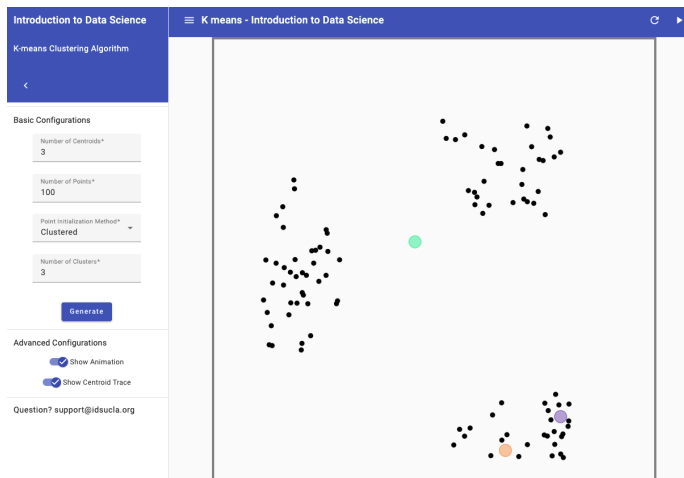 Introduction to Data Science
K means - Introduction to Data Science
K-means Clustering Algorithm
Basic Configurations
Number of Centroids*
3
Number of Points*
100
Point Initialization Method*
Clustered
Number of Clusters*
3
Generate
Advanced Configurations
Show Animation
Show Centroid Trace
Question? support@idsucla.org